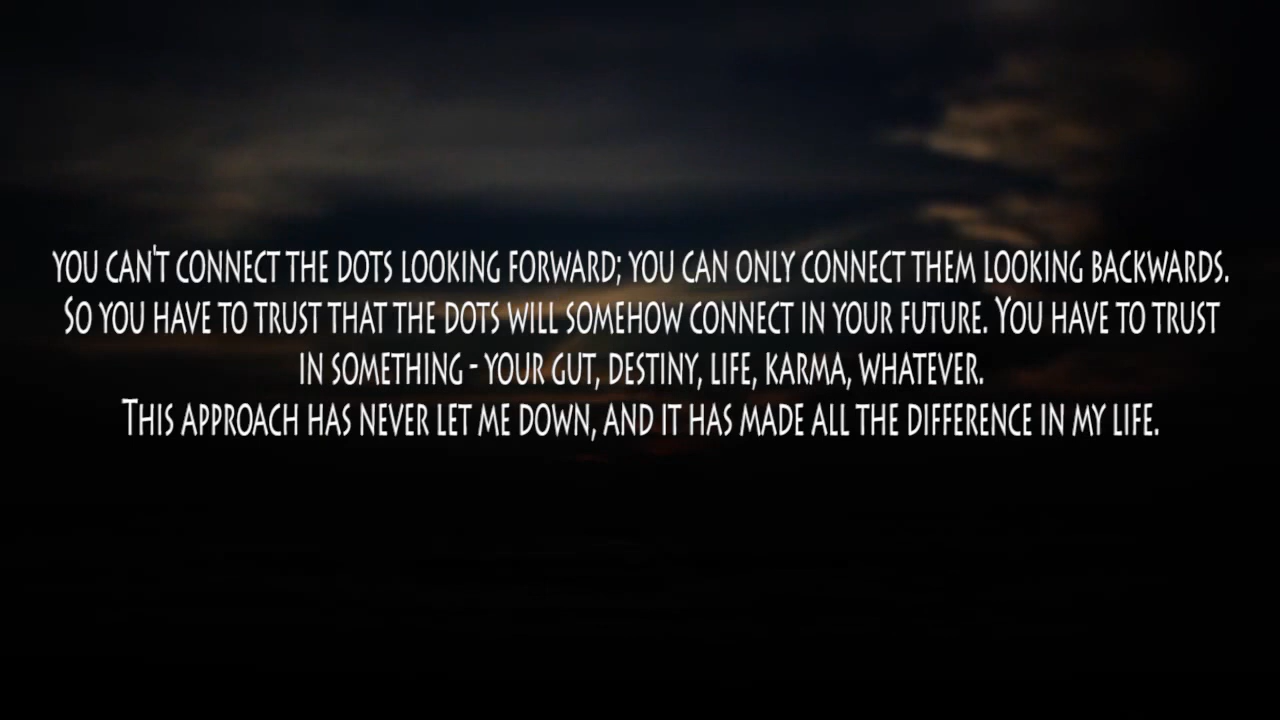 YOU CAN'T CONNECT THE DOTS LOOKING FORWARD; YOU CAN ONLY CONNECT THEM LOOKING BACKWARDS.
SO YOU HAVE TO TRUST THAT THE DOTS WILL SOMEHOW CONNECT IN YOUR FUTURE. YOU HAVE TO TRUST
IN SOMETHING - YOUR GUT, DESTINY, LIFE, KARMA, WHATEVER.
THIS APPROACH HAS NEVER LET ME DOWN, AND IT HAS MADE ALL THE DIFFERENCE IN MY LIFE.